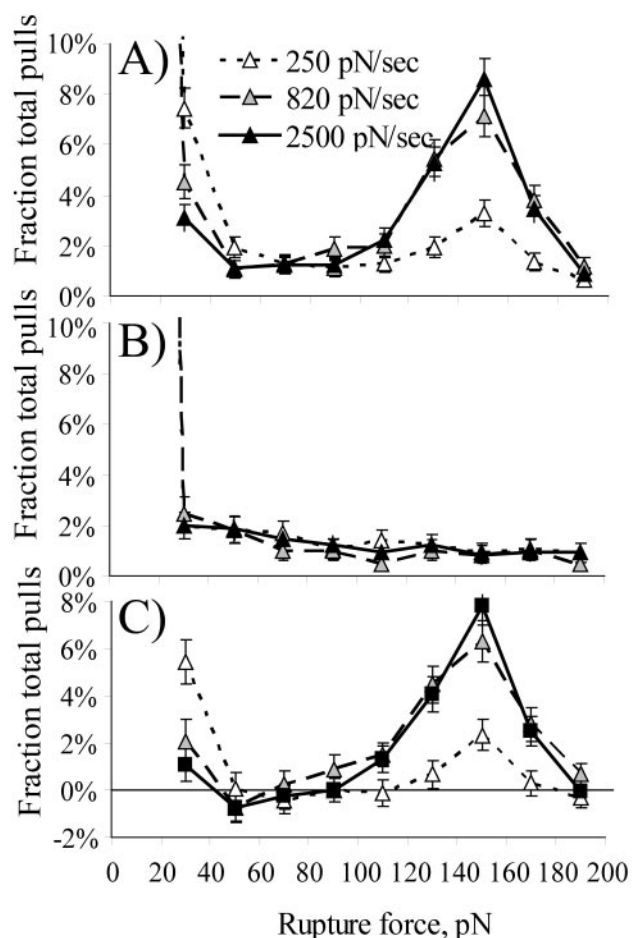 A)
250 pN/sec
820 pN/sec
2500 pN/sec
Fraction total pulls
10%
8%
6%
4%
2%
0%
B)
Fraction total pulls
10%
8%
6%
4%
2%
0%
C)
Fraction total pulls
8%
6%
4%
2%
0%
-2%
0 20 40 60 80 100 120 140 160 180 200
Rupture force, pN